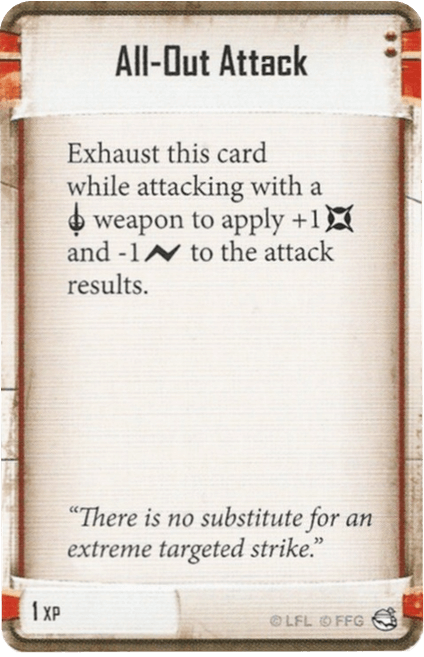 All-Out Attack
Exhaust this card
while attacking with a
weapon to apply +1
and -1 to the attack
results.
“There is no substitute for an
extreme targeted strike.”
1 XP
© LFL © FFG